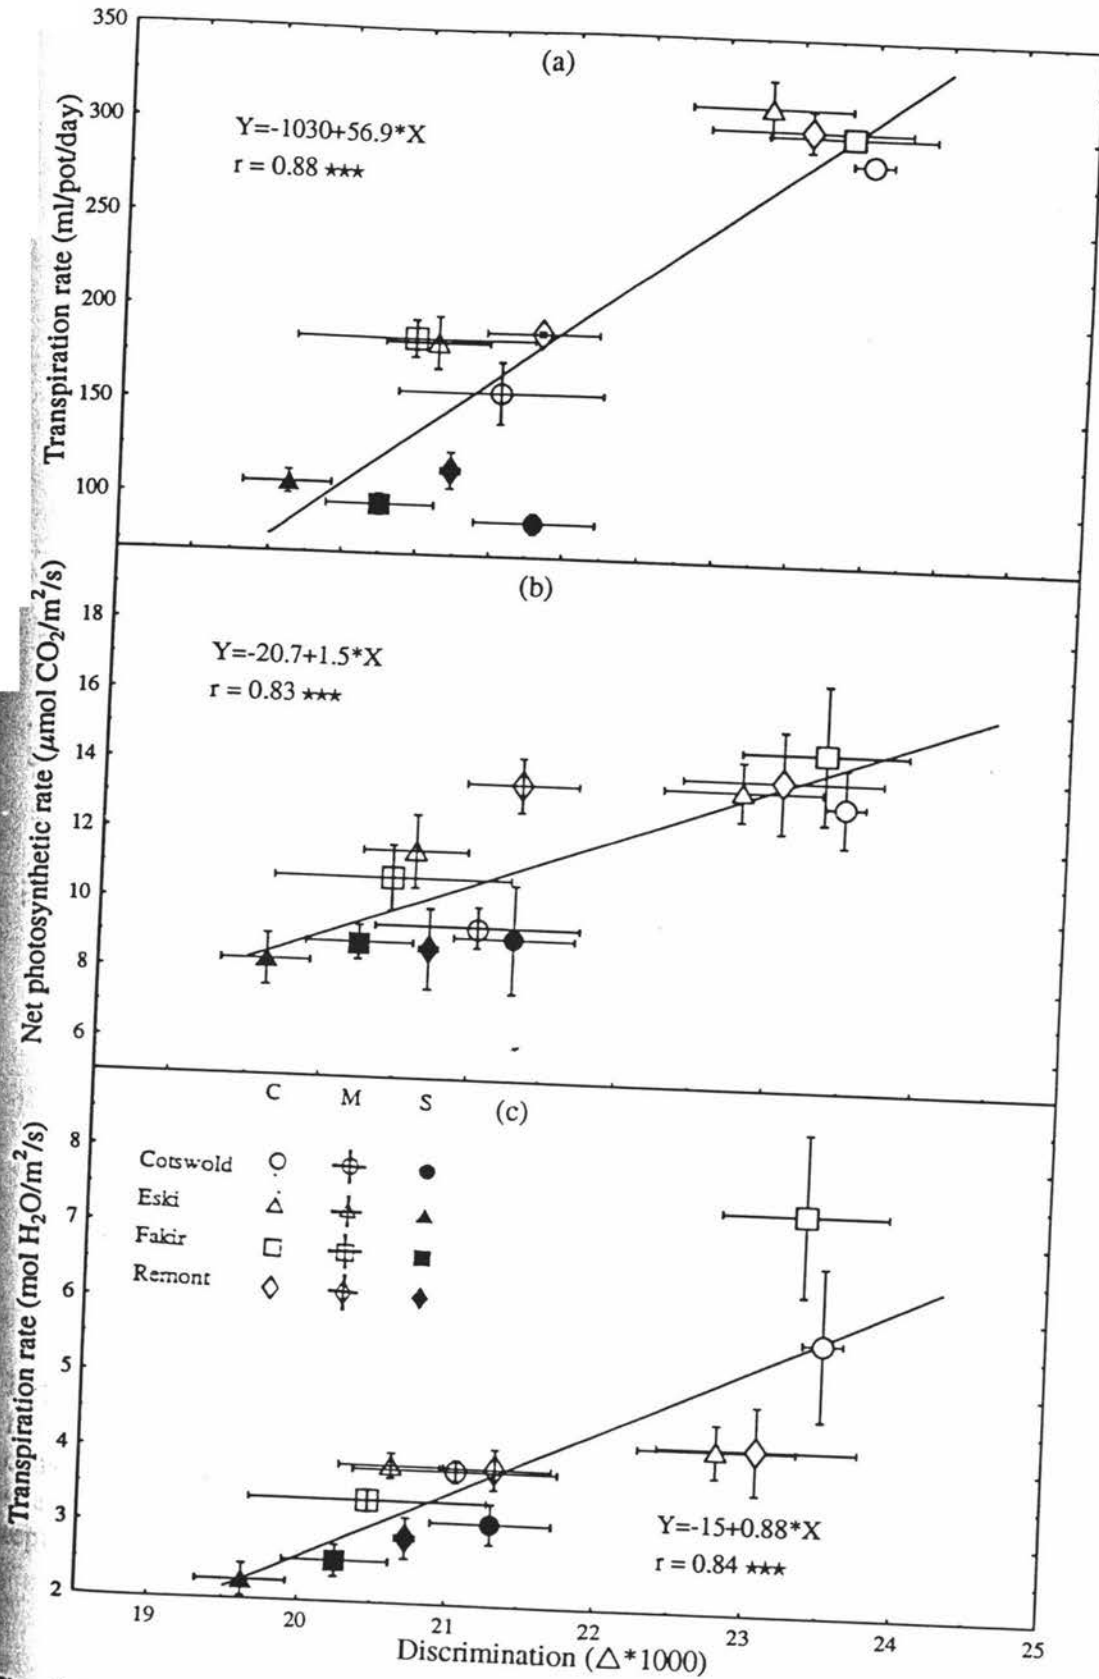 350
(a)
300
Y=-1030+56.9*X
r = 0.88 ★★★
250
200
150
100
Transpiration rate (ml/pot/day)
(b)
18
Y=-20.7+1.5*X
16
r = 0.83 ★★★
14
12
10
8
6
Net photosynthetic rate (μmol CO₂/m²/s)
C M S (c)
8
Cotswold
Eski
7
Fakir
Remont
6
5
4
3
Y=-15+0.88*X
r = 0.84 ★★★
2
Transpiration rate (mol H₂O/m²/s)
19 20 21 22 23 24 25
Discrimination (△*1000)